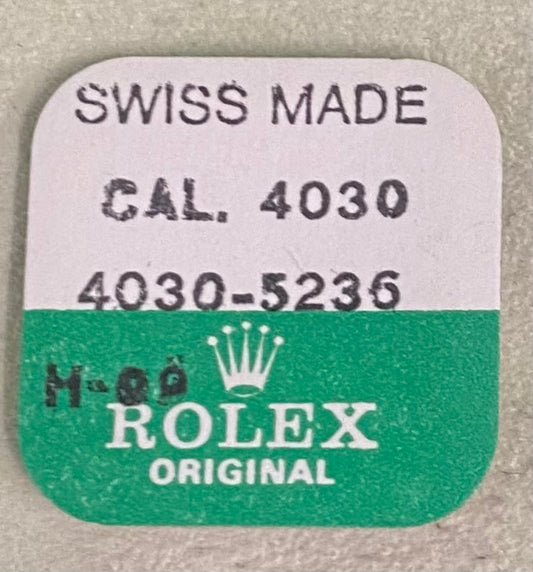 SWISS MADE
CAL. 4030
4030-5236
ROLEX
ORIGINAL